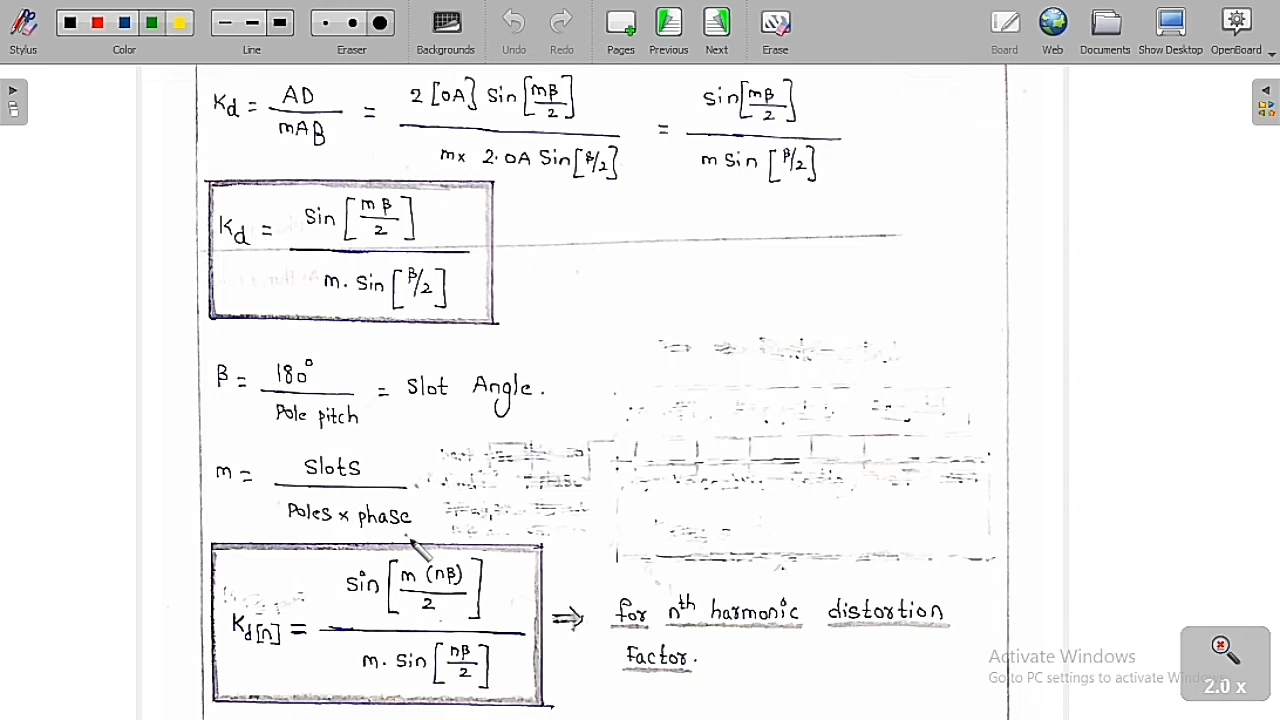 Stylus Color Line Eraser Backgrounds Undo Redo Pages Previous Next Erase Board Web Documents Show Desktop OpenBoard
Kd = AD / mAβ = 2 [OA] Sin [mβ/2] / m x 2·OA Sin [β/2] = sin [mβ/2] / m Sin [β/2]
Kd = Sin [mβ/2] / m. Sin [β/2]
β = 180° / Pole pitch = Slot Angle.
m = Slots / Poles x phase
Kd[n] = Sin [m (nβ)/2] / m. Sin [nβ/2] ⇒ for nth harmonic distortion
Factor.
Activate Windows
Go to PC settings to activate Windows.
2.0 x